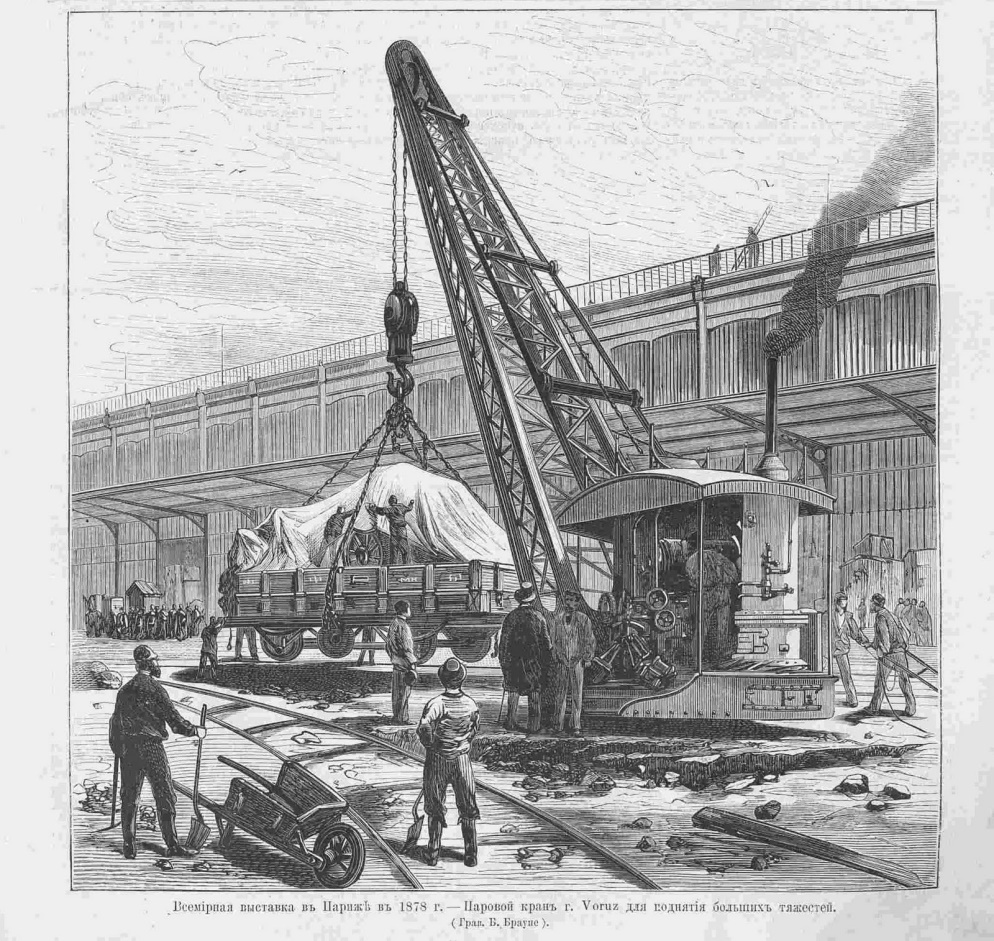 Всемірная выставка въ Парижѣ въ 1878 г. — Паровой кранъ г. Voruz для поднятія большихъ тяжестей.
(Грав. Б. Брауне).